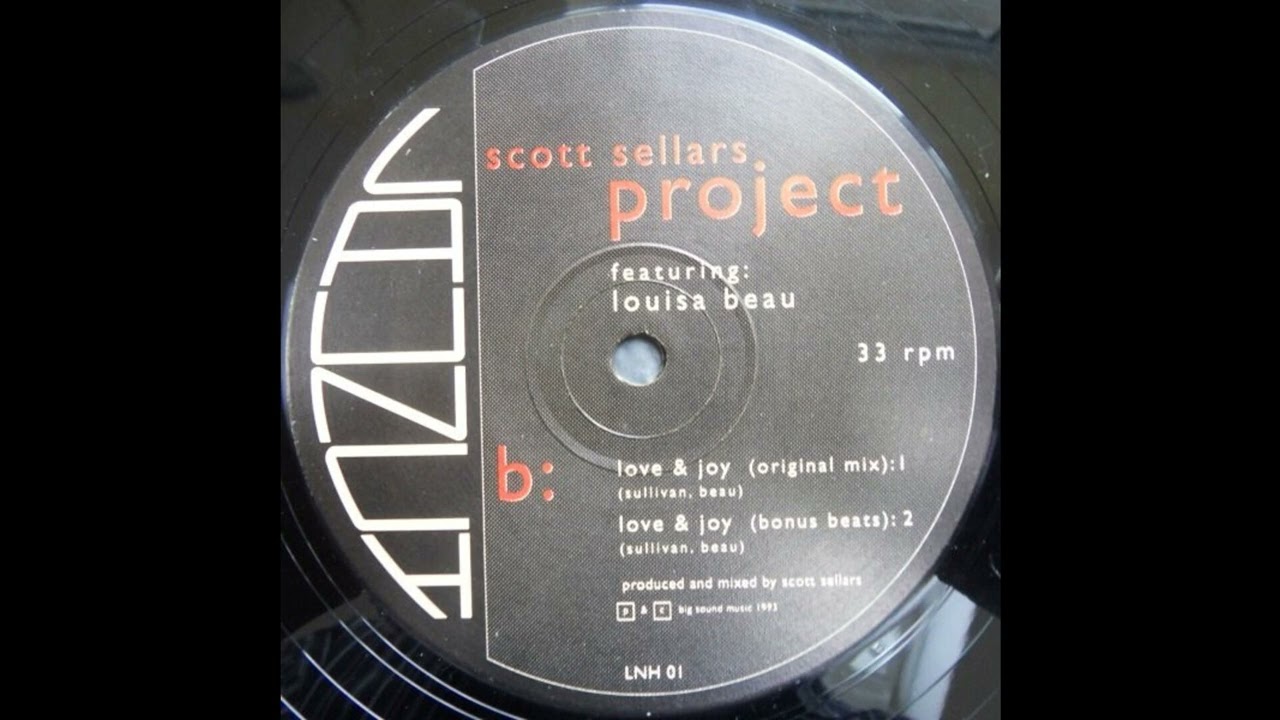 scott sellars
project
featuring:
louisa beau
33 rpm
b:
love & joy (original mix): 1
(sullivan, beau)
love & joy (bonus beats): 2
(sullivan, beau)
produced and mixed by scott sellars
p & c big sound music 1993
LNH 01